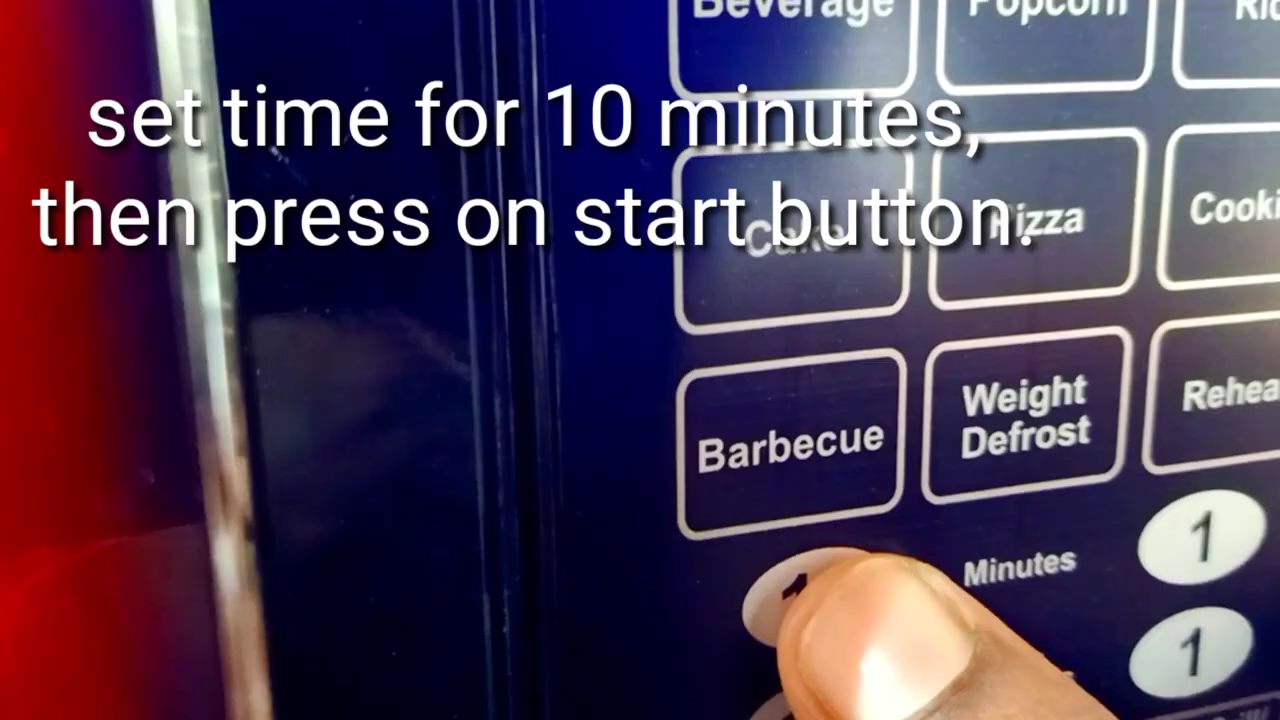 Beverage
Popcorn
set time for 10 minutes,
then press on start button.
Cake
Pizza
Barbecue
Weight
Defrost
Minutes
1
1